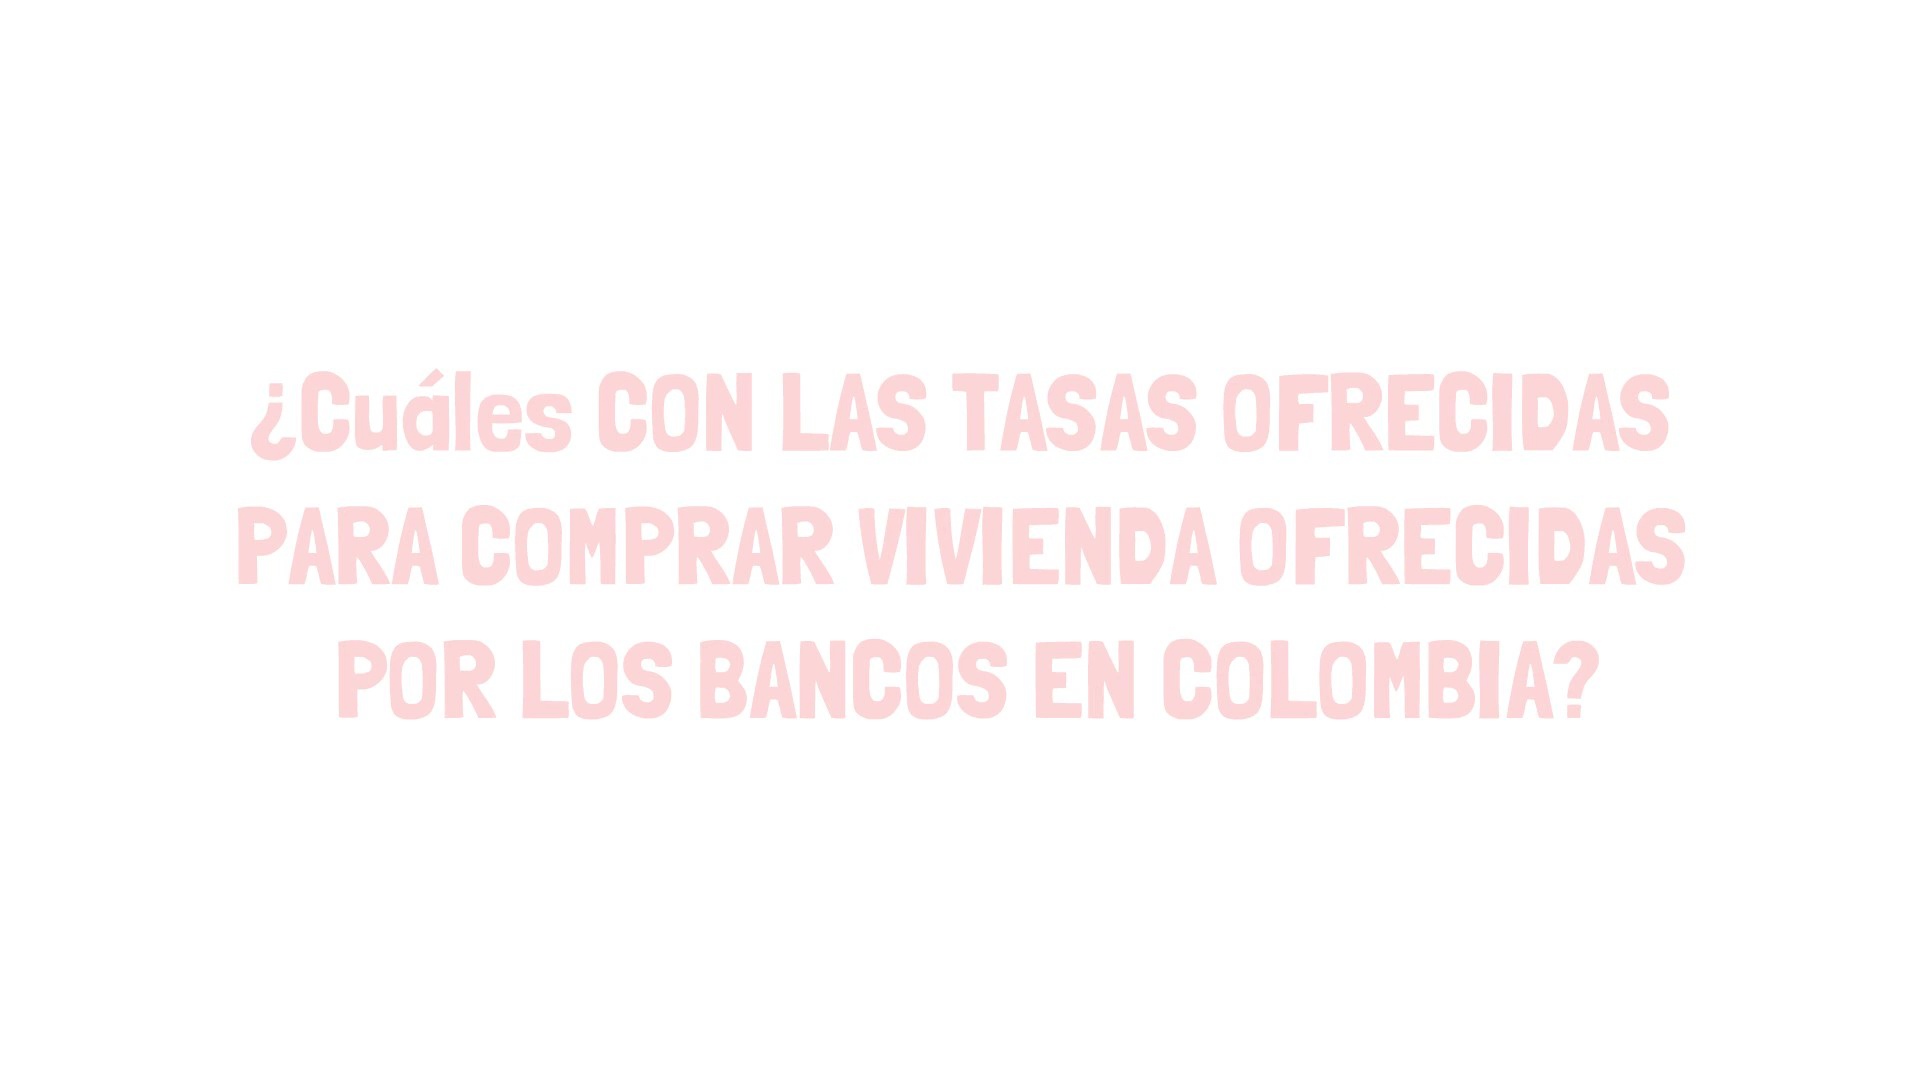 ¿Cuáles CON LAS TASAS OFRECIDAS
PARA COMPRAR VIVIENDA OFRECIDAS
POR LOS BANCOS EN COLOMBIA?